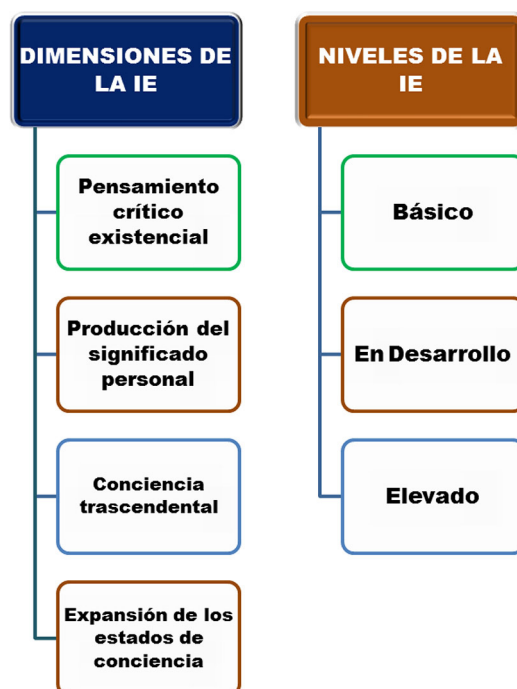 DIMENSIONES DE
LA IE
Pensamiento
crítico
existencial
Producción del
significado
personal
Conciencia
trascendental
Expansión de los
estados de
conciencia
NIVELES DE LA
IE
Básico
En Desarrollo
Elevado